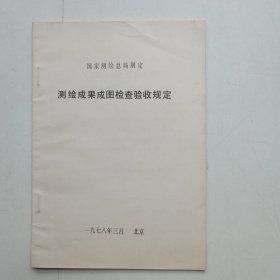 国家测绘总局制定
测绘成果成图检查验收规定
一九七八年三月 北京